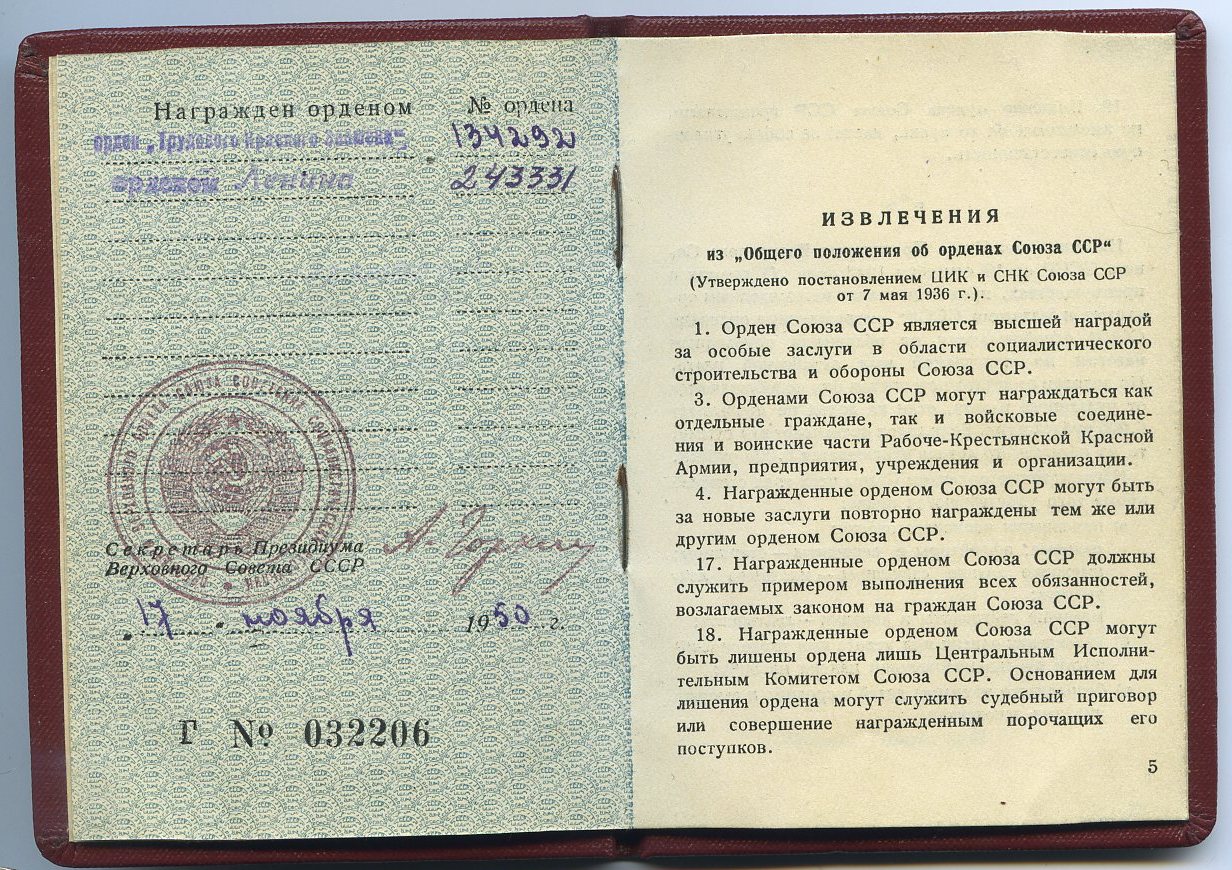 Награжден орденом № ордена
орден „Трудового Красного Знамени“, 134292
орденом Ленина 243331
Секретарь Президиума
Верховного Совета СССР А. Горкин
„17“ ноября 1950 г.
Г № 032206
ИЗВЛЕЧЕНИЯ
из „Общего положения об орденах Союза ССР“
(Утверждено постановлением ЦИК и СНК Союза ССР
от 7 мая 1936 г.).
1. Орден Союза ССР является высшей наградой
за особые заслуги в области социалистического
строительства и обороны Союза ССР.
3. Орденами Союза ССР могут награждаться как
отдельные граждане, так и войсковые соедине-
ния и воинские части Рабоче-Крестьянской Красной
Армии, предприятия, учреждения и организации.
4. Награжденные орденом Союза ССР могут быть
за новые заслуги повторно награждены тем же или
другим орденом Союза ССР.
17. Награжденные орденом Союза ССР должны
служить примером выполнения всех обязанностей,
возлагаемых законом на граждан Союза ССР.
18. Награжденные орденом Союза ССР могут
быть лишены ордена лишь Центральным Исполни-
тельным Комитетом Союза ССР. Основанием для
лишения ордена могут служить судебный приговор
или совершение награжденным порочащих его
поступков.
5